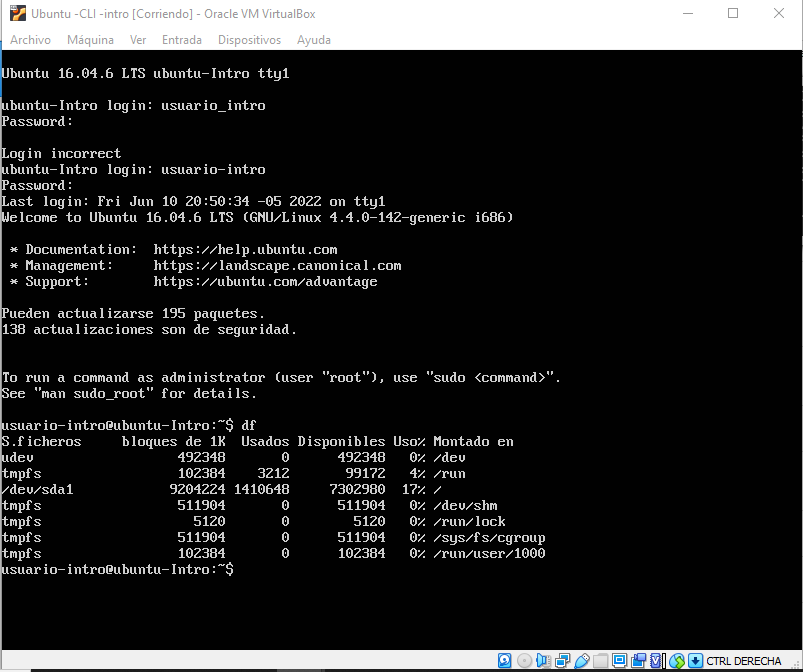 Ubuntu -CLI -intro [Corriendo] - Oracle VM VirtualBox
Archivo Máquina Ver Entrada Dispositivos Ayuda
Ubuntu 16.04.6 LTS ubuntu-Intro tty1
ubuntu-Intro login: usuario_intro
Password:
Login incorrect
ubuntu-Intro login: usuario-intro
Password:
Last login: Fri Jun 10 20:50:34 -05 2022 on tty1
Welcome to Ubuntu 16.04.6 LTS (GNU/Linux 4.4.0-142-generic i686)
* Documentation: https://help.ubuntu.com
* Management: https://landscape.canonical.com
* Support: https://ubuntu.com/advantage
Pueden actualizarse 195 paquetes.
138 actualizaciones son de seguridad.
To run a command as administrator (user "root"), use "sudo <command>".
See "man sudo_root" for details.
usuario-intro@ubuntu-Intro:~$ df
S.ficheros bloques de 1K Usados Disponibles Uso% Montado en
udev 492348 0 492348 0% /dev
tmpfs 102384 3212 99172 4% /run
/dev/sda1 9204224 1410648 7302980 17% /
tmpfs 511904 0 511904 0% /dev/shm
tmpfs 5120 0 5120 0% /run/lock
tmpfs 511904 0 511904 0% /sys/fs/cgroup
tmpfs 102384 0 102384 0% /run/user/1000
usuario-intro@ubuntu-Intro:~$
CTRL DERECHA